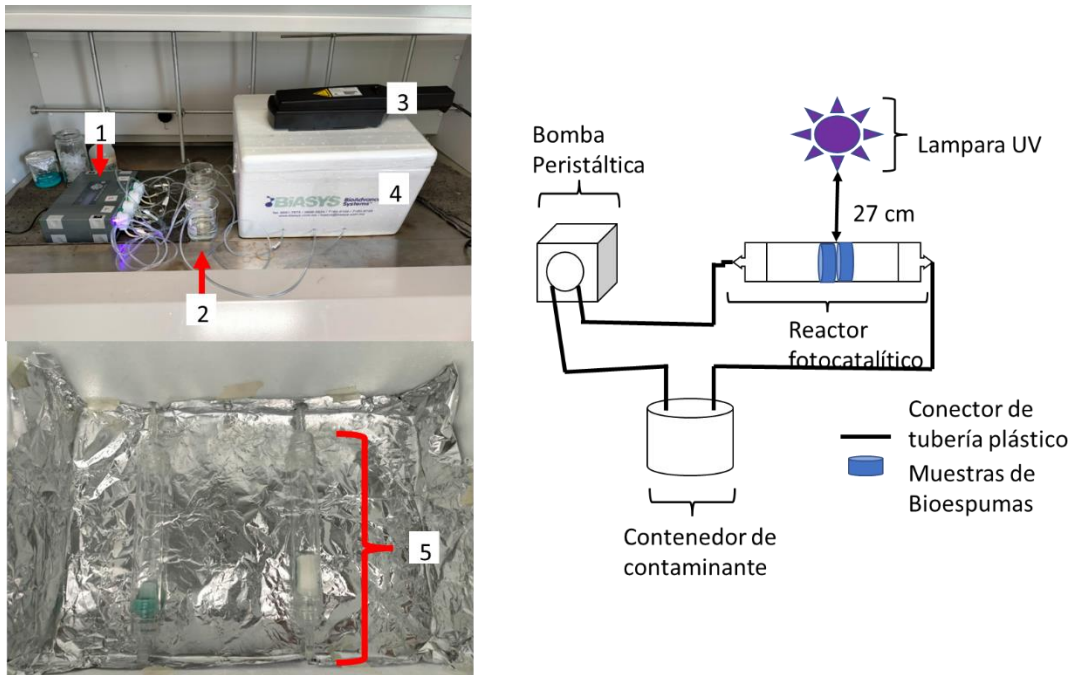 1
2
3
4
BiASYS
5
Bomba
Peristáltica
Lampara UV
27 cm
Reactor
fotocatalítico
Contenedor de
contaminante
Conector de
tubería plástico
Muestras de
Bioespumas